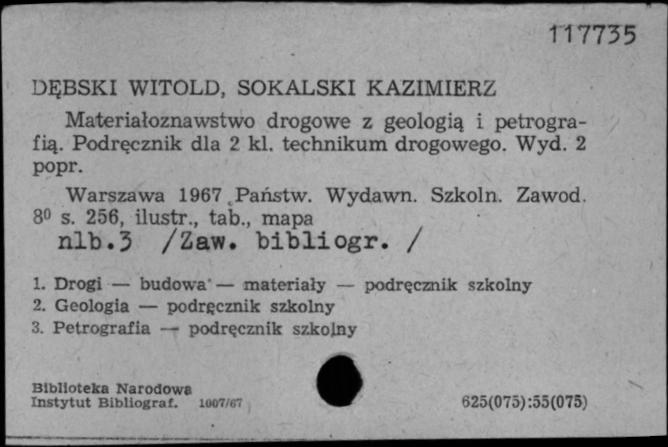 117735
DĘBSKI WITOLD, SOKALSKI KAZIMIERZ
Materiałoznawstwo drogowe z geologią i petrogra-
fią. Podręcznik dla 2 kl. technikum drogowego. Wyd. 2
popr.
Warszawa 1967 Państw. Wydawn. Szkoln. Zawod.
8⁰ s. 256, ilustr., tab., mapa
nlb.3 /Zaw. bibliogr. /
1. Drogi — budowa — materiały — podręcznik szkolny
2. Geologia — podręcznik szkolny
3. Petrografia — podręcznik szkolny
Biblioteka Narodowa
Instytut Bibliograf. 1007/67
625(075):55(075)